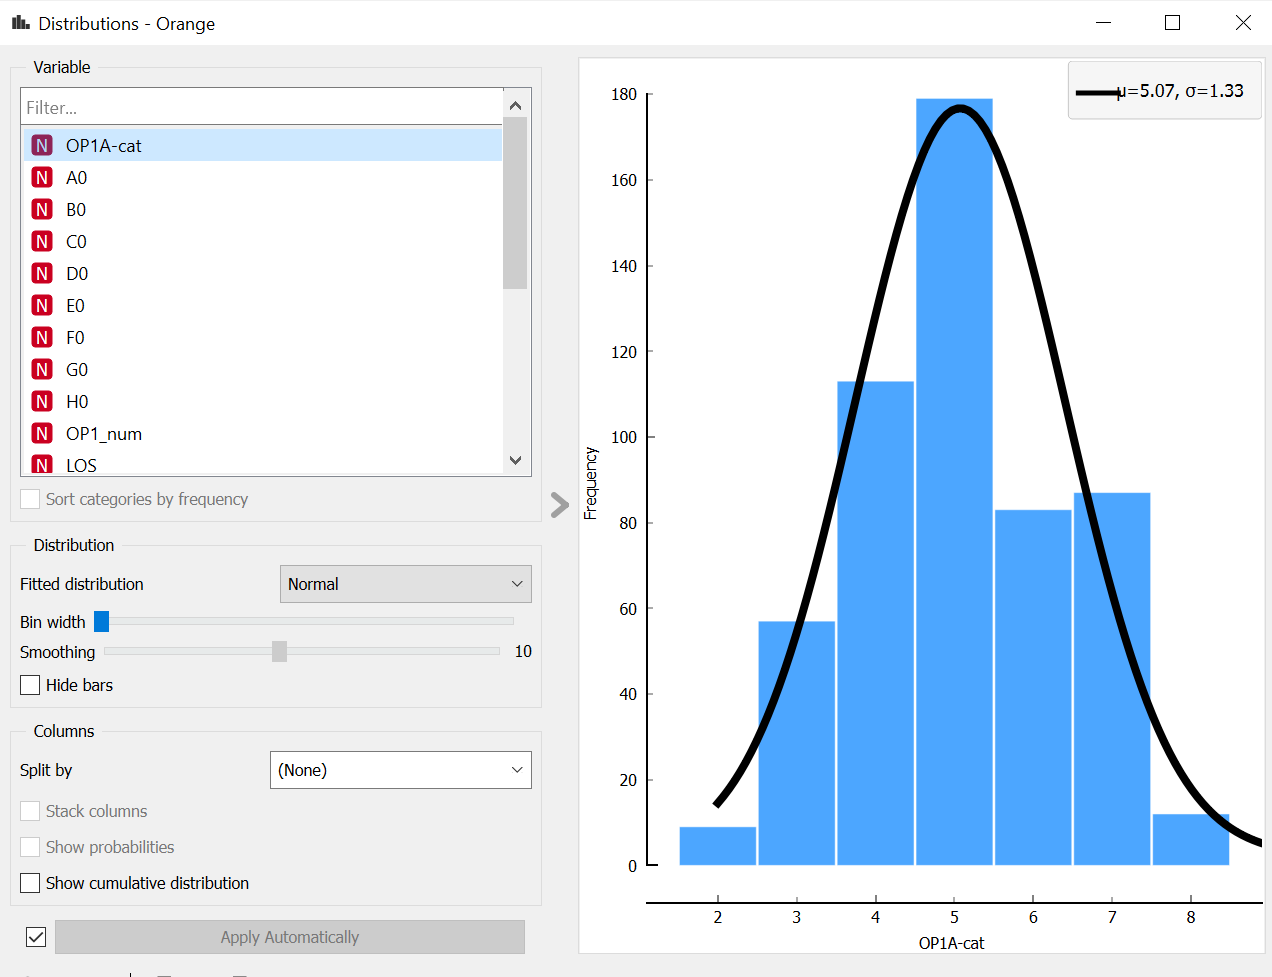 Distributions - Orange
Variable
Filter...
N OP1A-cat
N A0
N B0
N C0
N D0
N E0
N F0
N G0
N H0
N OP1_num
N LOS
Sort categories by frequency
Distribution
Fitted distribution Normal
Bin width
Smoothing 10
Hide bars
Columns
Split by (None)
Stack columns
Show probabilities
Show cumulative distribution
Apply Automatically
μ=5.07, σ=1.33
180
160
140
120
100
80
60
40
20
0
Frequency
2 3 4 5 6 7 8
OP1A-cat